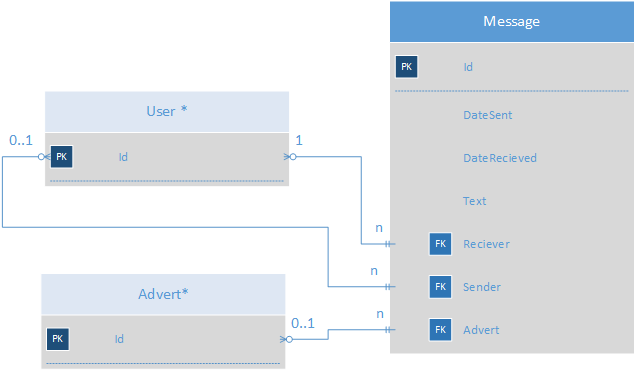 Message
PK Id
DateSent
DateRecieved
Text
FK Reciever
FK Sender
FK Advert
User *
PK Id
0..1
1
n
n
n
Advert*
PK Id
0..1